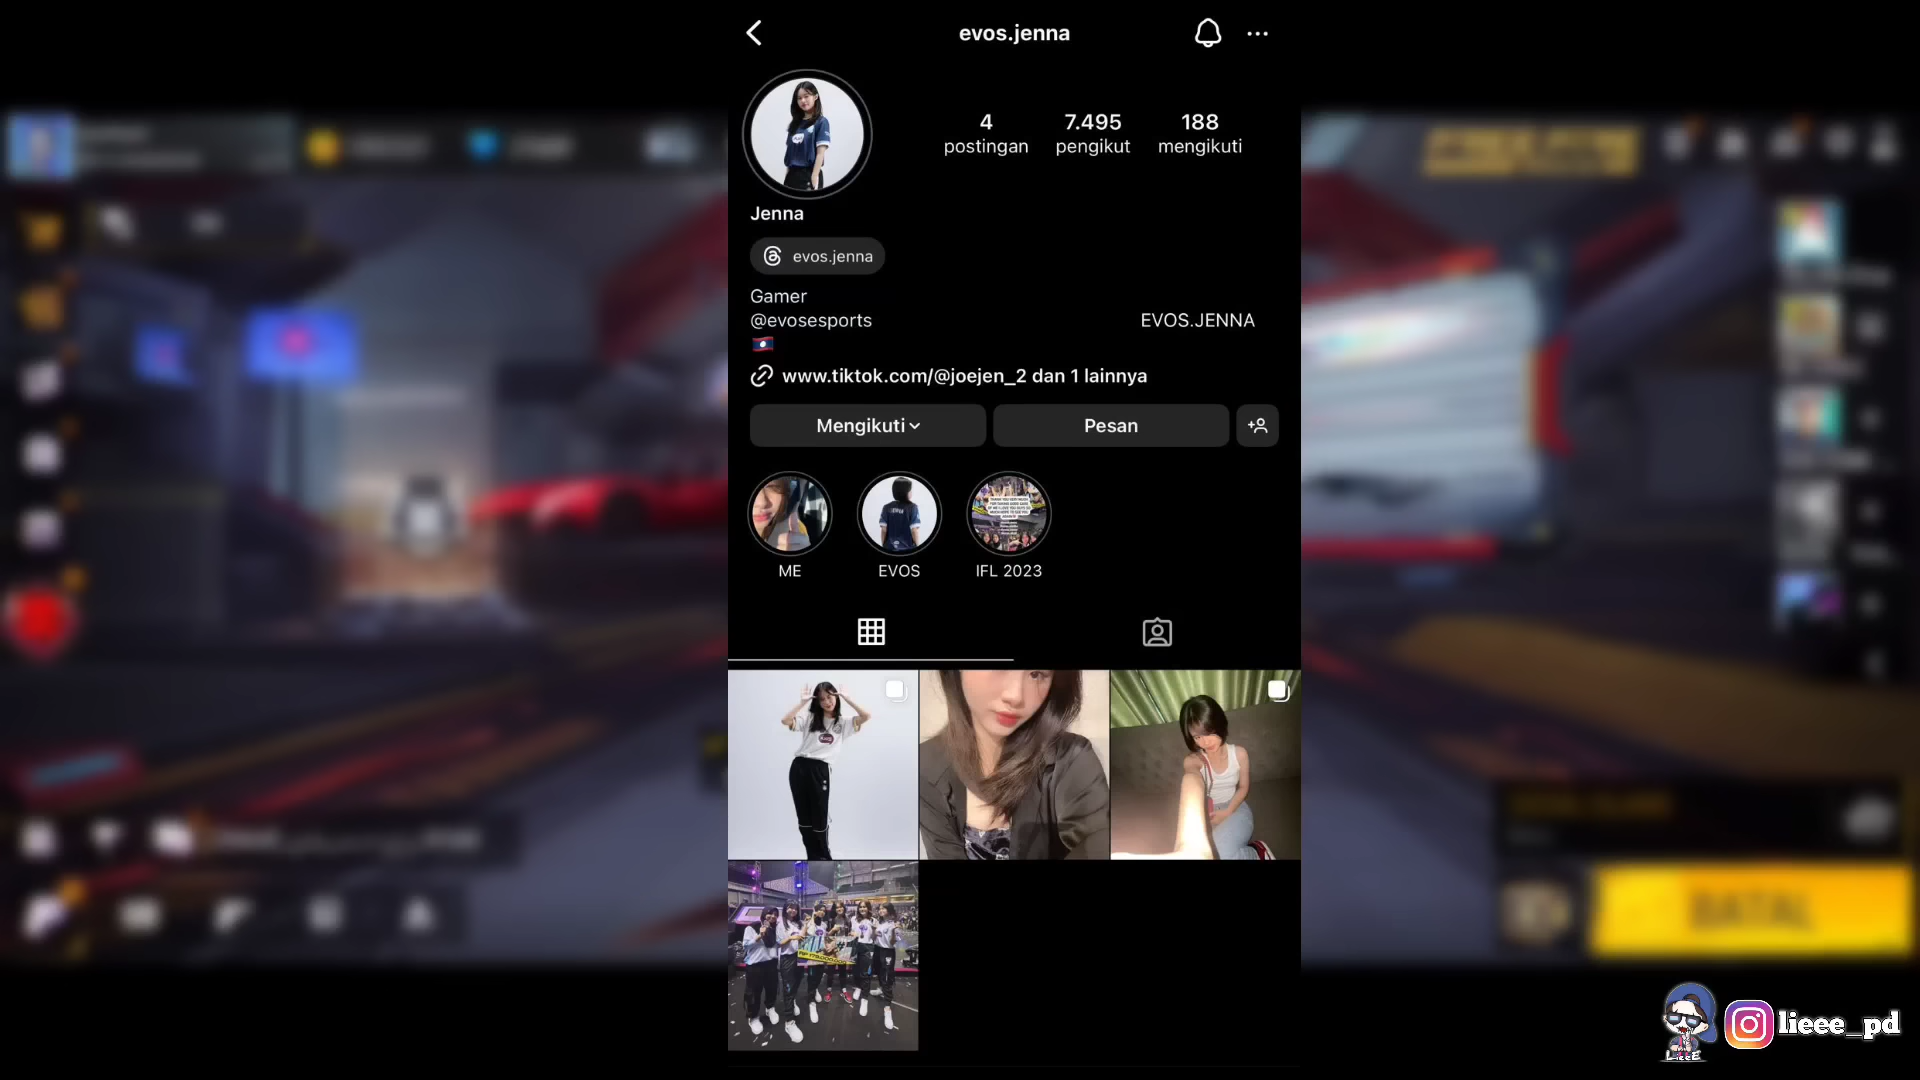 evos.jenna
4
postingan
7.495
pengikut
188
mengikuti
Jenna
evos.jenna
Gamer
@evosesports
EVOS.JENNA
www.tiktok.com/@joejen_2 dan 1 lainnya
Mengikuti
Pesan
ME
EVOS
IFL 2023
BATAL
lieee_pd